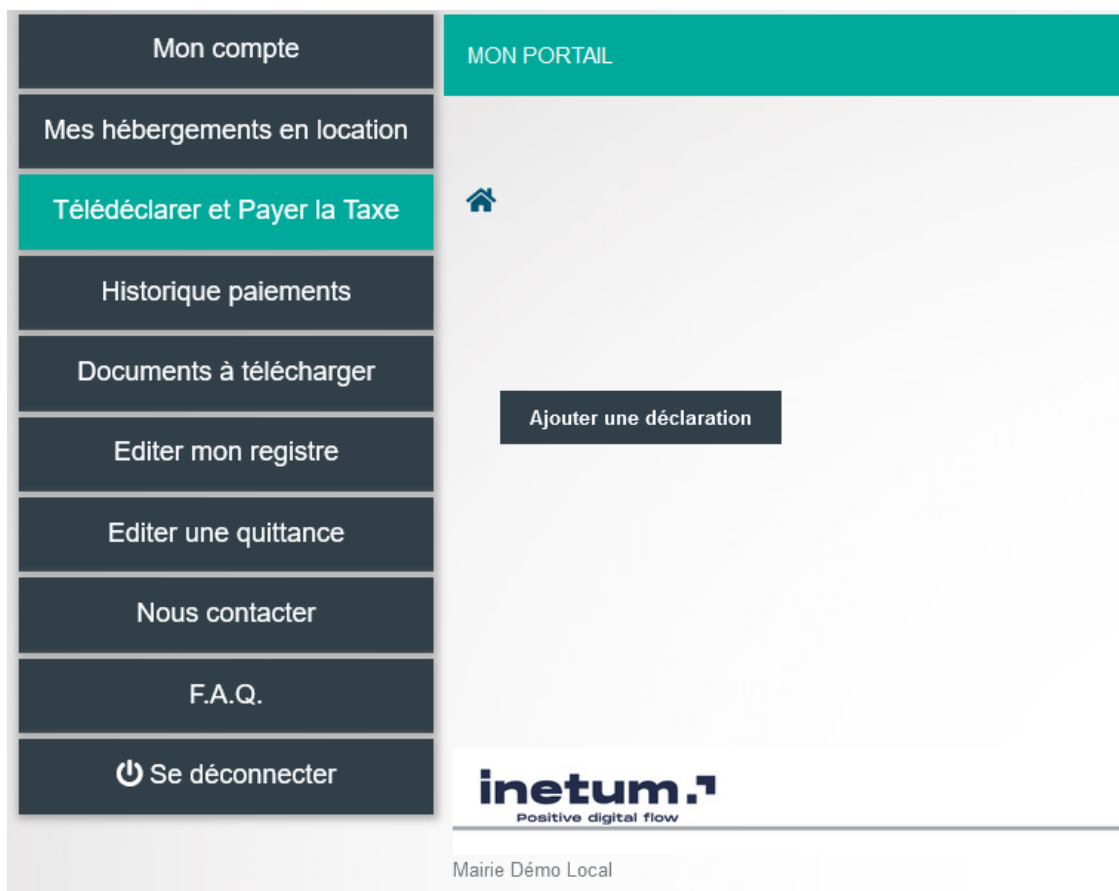 Mon compte
Mes hébergements en location
Télédéclarer et Payer la Taxe
Historique paiements
Documents à télécharger
Editer mon registre
Editer une quittance
Nous contacter
F.A.Q.
Se déconnecter
MON PORTAIL
Ajouter une déclaration
inetum.
Positive digital flow
Mairie Démo Local